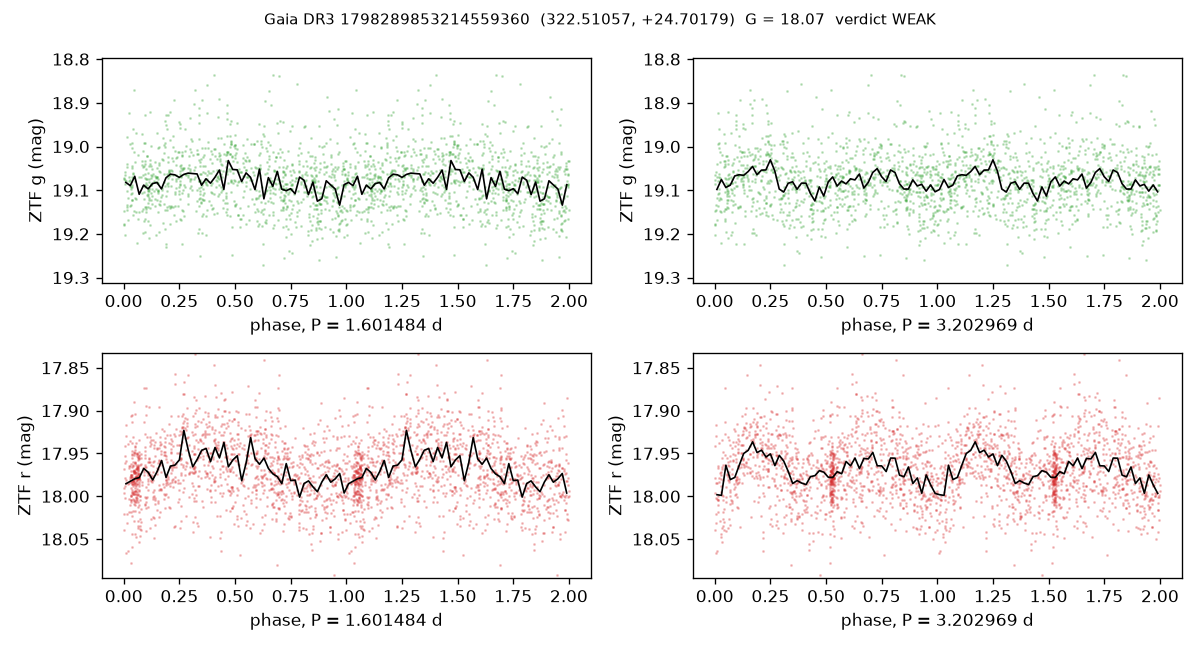 Gaia DR3 1798289853214559360 (322.51057, +24.70179) G = 18.07 verdict WEAK
18.8
18.9
19.0
19.1
19.2
19.3
ZTF g (mag)
0.00 0.25 0.50 0.75 1.00 1.25 1.50 1.75 2.00
phase, P = 1.601484 d
18.8
18.9
19.0
19.1
19.2
19.3
ZTF g (mag)
0.00 0.25 0.50 0.75 1.00 1.25 1.50 1.75 2.00
phase, P = 3.202969 d
17.85
17.90
17.95
18.00
18.05
ZTF r (mag)
0.00 0.25 0.50 0.75 1.00 1.25 1.50 1.75 2.00
phase, P = 1.601484 d
17.85
17.90
17.95
18.00
18.05
ZTF r (mag)
0.00 0.25 0.50 0.75 1.00 1.25 1.50 1.75 2.00
phase, P = 3.202969 d